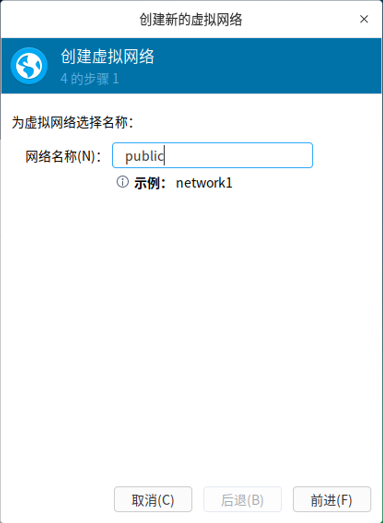 创建新的虚拟网络
创建虚拟网络
4 的步骤 1
为虚拟网络选择名称：
网络名称(N)： public
示例： network1
取消(C) 后退(B) 前进(F)